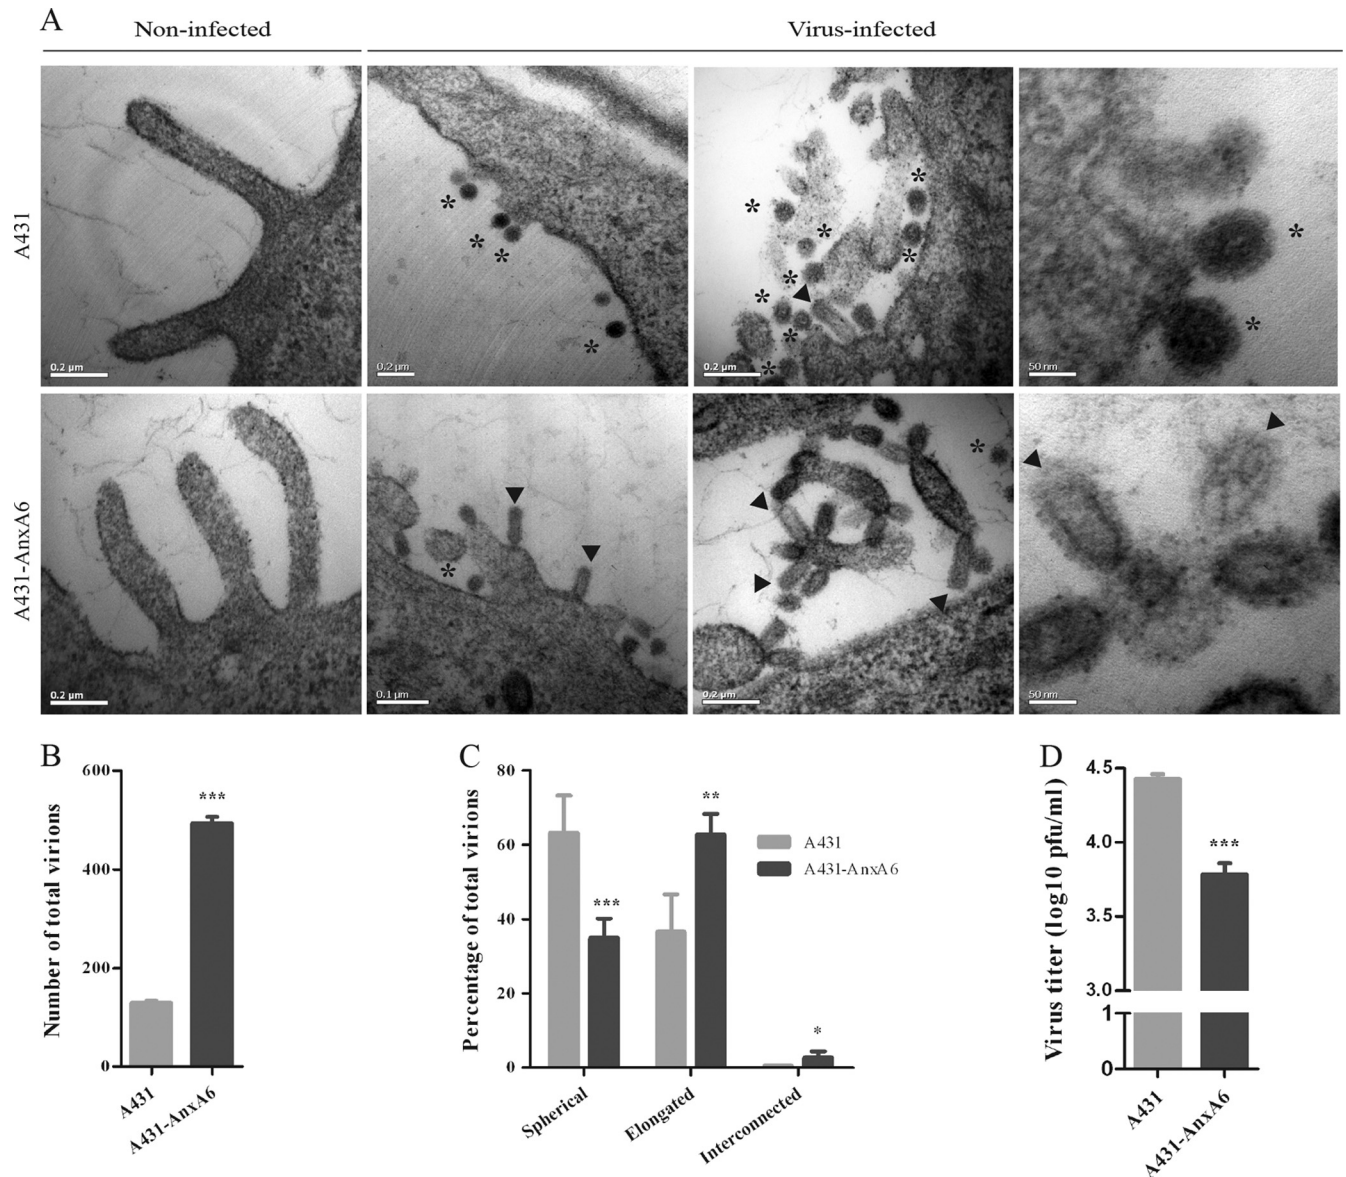 A
Non-infected
Virus-infected
A431
*
*
*
*
*
*
*
*
*
*
*
*
*
*
0.2 µm
0.2 µm
0.2 µm
50 nm
A431-AnxA6
*
*
0.2 µm
0.1 µm
0.2 µm
50 nm
B
Number of total virions
600
400
200
0
***
A431
A431-AnxA6
C
Percentage of total virions
80
60
40
20
0
***
**
*
A431
A431-AnxA6
Spherical
Elongated
Interconnected
D
Virus titer (log10 pfu/ml)
4.5
4.0
3.5
3.0
1
0
***
A431
A431-AnxA6